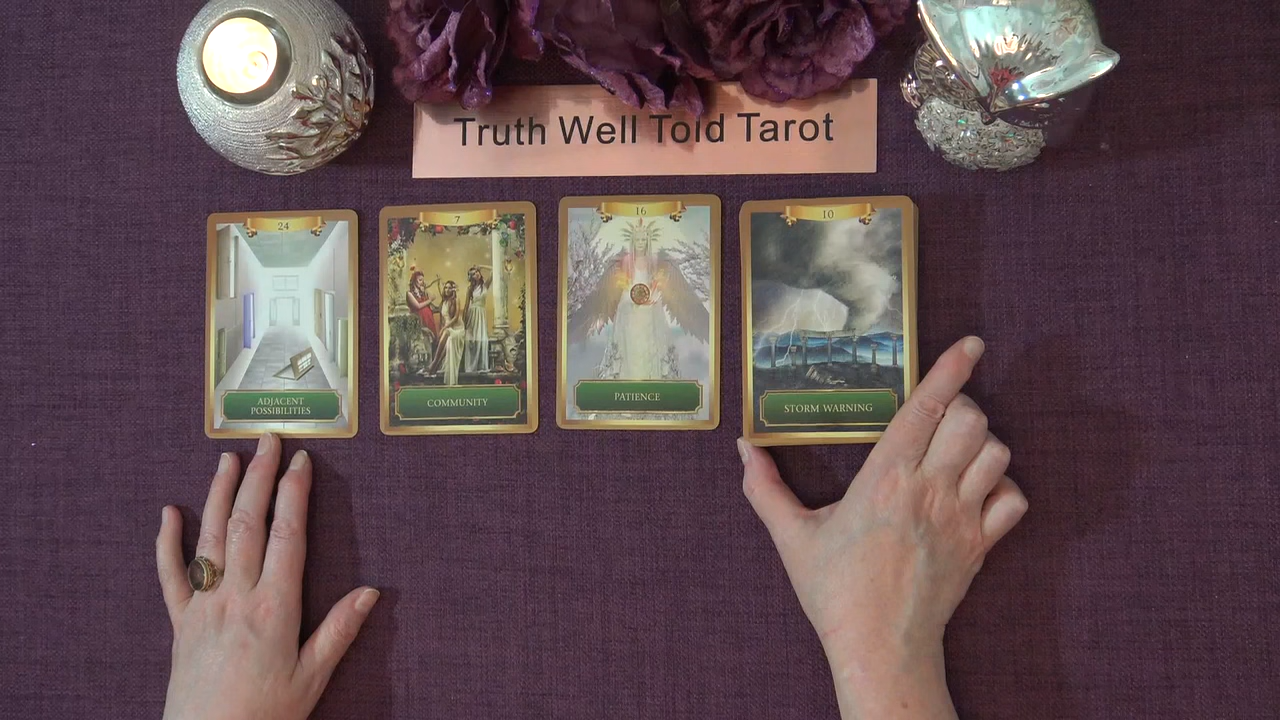 Truth Well Told Tarot
24
ADJACENT
POSSIBILITIES
7
COMMUNITY
16
PATIENCE
10
STORM WARNING